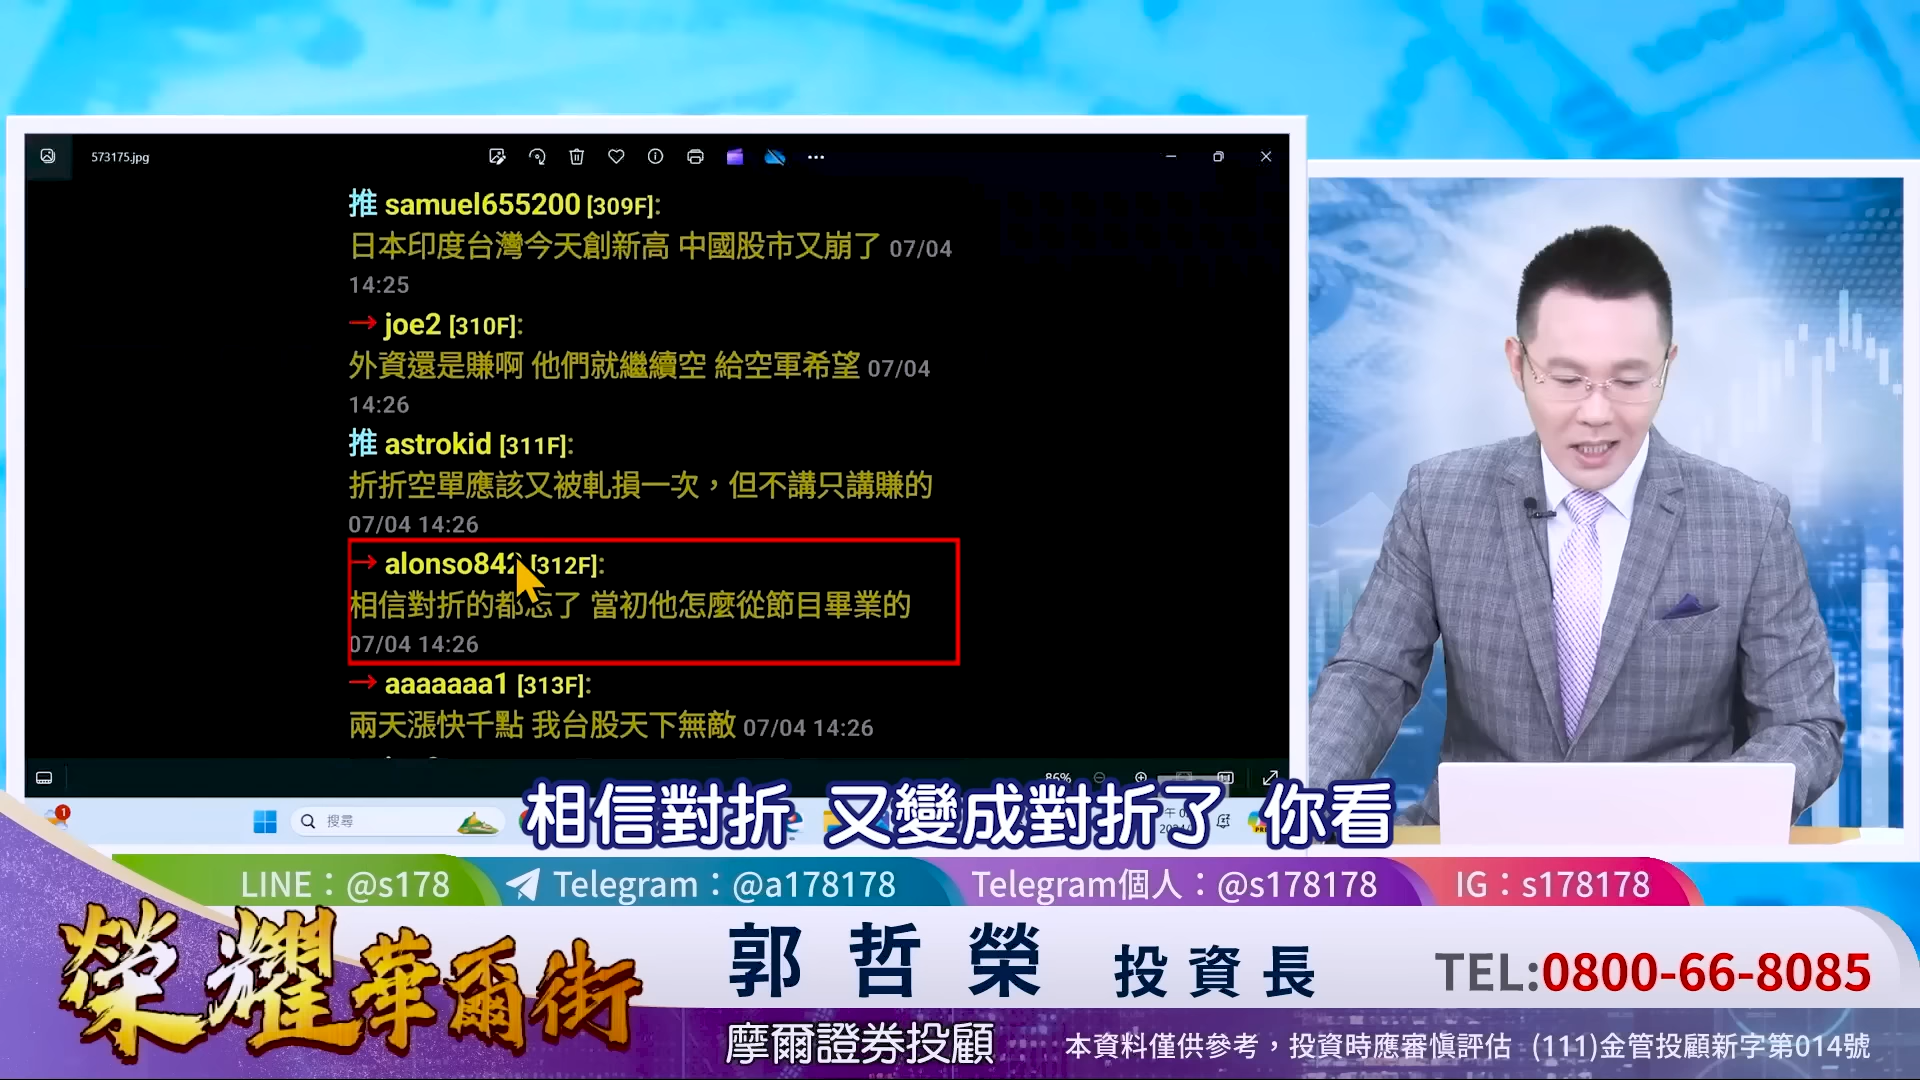 573175.jpg
推 samuel655200 [309F]:
日本印度台灣今天創新高 中國股市又崩了 07/04
14:25
→ joe2 [310F]:
外資還是賺啊 他們就繼續空 給空軍希望 07/04
14:26
推 astrokid [311F]:
折折空單應該又被軋損一次，但不講只講賺的
07/04 14:26
→ alonso842 [312F]:
相信對折的都忘了 當初他怎麼從節目畢業的
07/04 14:26
→ aaaaaaa1 [313F]:
兩天漲快千點 我台股天下無敵 07/04 14:26
86%
1
搜尋
相信對折 又變成對折了 你看
LINE：@s178
Telegram：@a178178
Telegram個人：@s178178
IG：s178178
榮耀華爾街
郭哲榮 投資長
TEL:0800-66-8085
摩爾證券投顧
本資料僅供參考，投資時應審慎評估 (111)金管投顧新字第014號